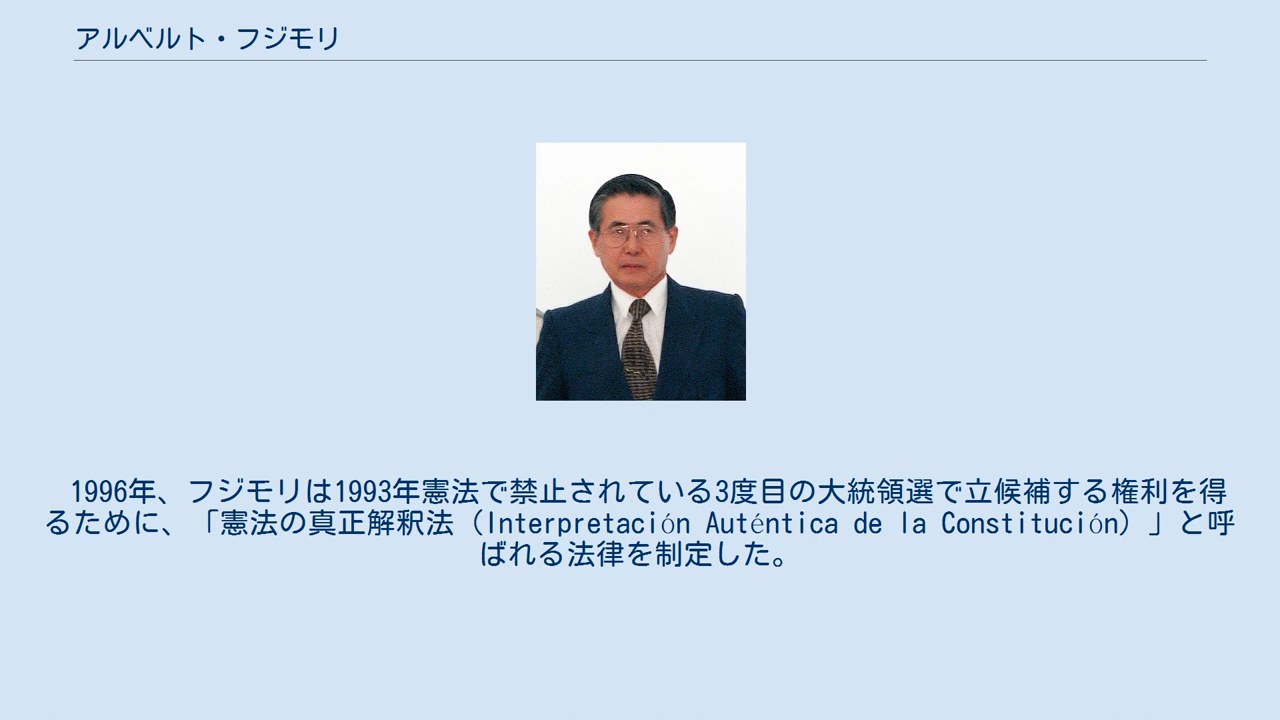 アルベルト・フジモリ
1996年、フジモリは1993年憲法で禁止されている3度目の大統領選で立候補する権利を得
るために、「憲法の真正解釈法（Interpretación Auténtica de la Constitución）」と呼
ばれる法律を制定した。